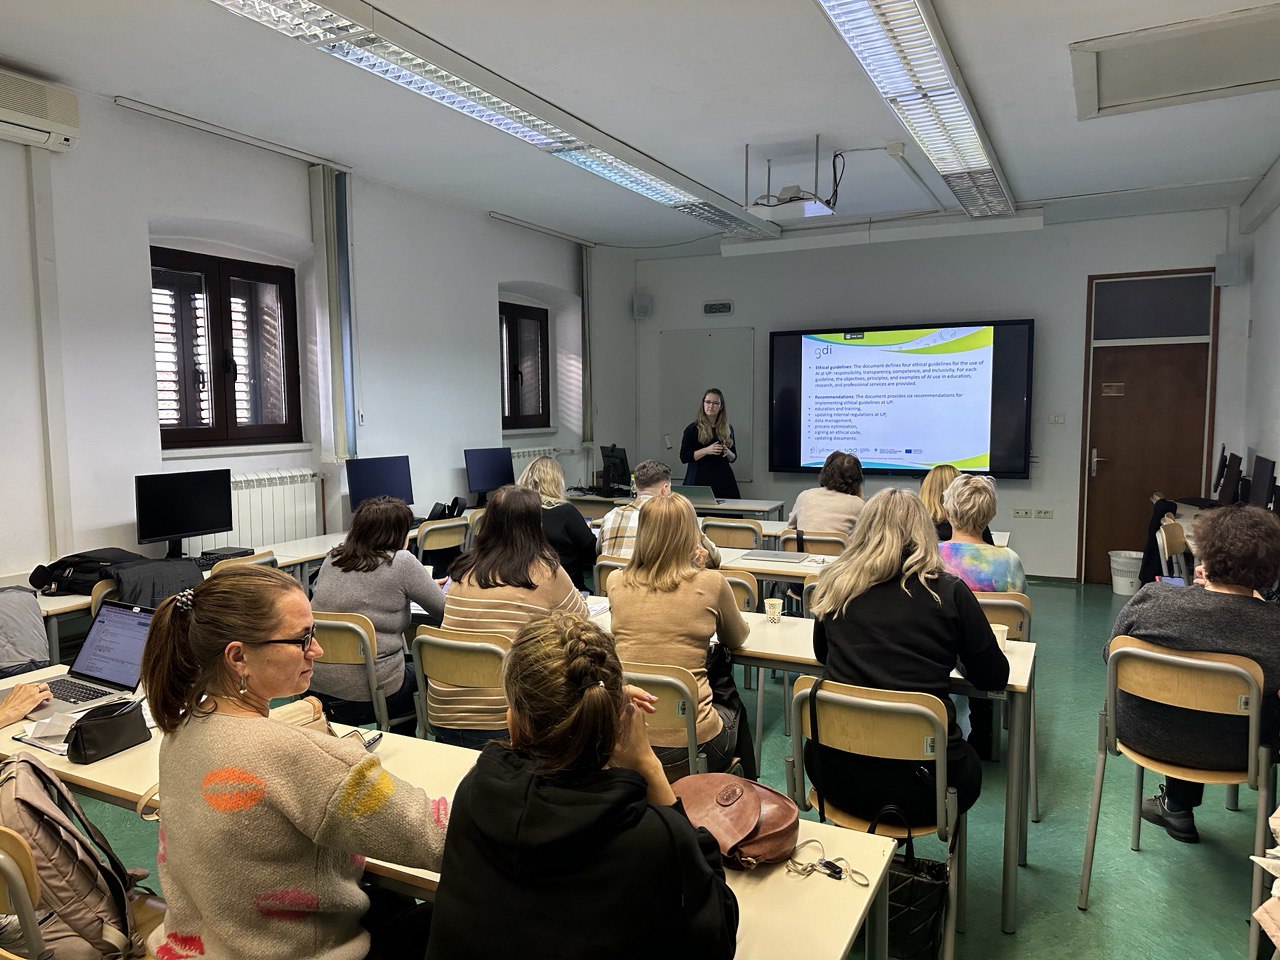 gdi
• Ethical guidelines: The document defines four ethical guidelines for the use of
AI at UP: responsibility, transparency, competence, and inclusivity. For each
guideline, the objectives, principles, and examples of AI use in education,
research, and professional services are provided.
• Recommendations: The document provides six recommendations for
implementing ethical guidelines at UP:
• education and training,
• updating internal regulations at UP,
• data management,
• process optimization,
• signing an ethical code,
• updating documents.
gdi
NOO